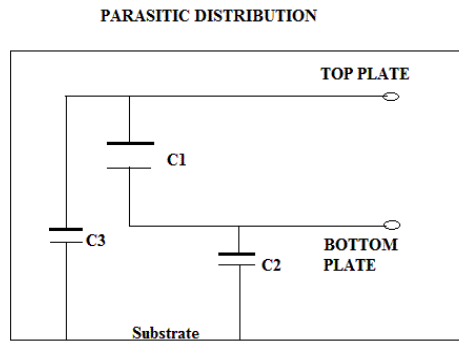 PARASITIC DISTRIBUTION
TOP PLATE
C1
C3
BOTTOM
PLATE
C2
Substrate